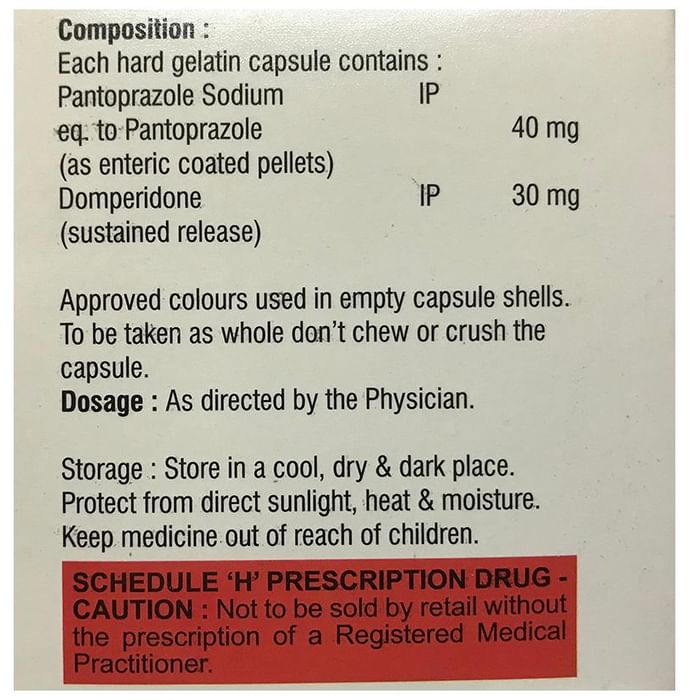 Composition :
Each hard gelatin capsule contains :
Pantoprazole Sodium IP
eq. to Pantoprazole 40 mg
(as enteric coated pellets)
Domperidone IP 30 mg
(sustained release)
Approved colours used in empty capsule shells.
To be taken as whole don't chew or crush the
capsule.
Dosage : As directed by the Physician.
Storage : Store in a cool, dry & dark place.
Protect from direct sunlight, heat & moisture.
Keep medicine out of reach of children.
SCHEDULE ‘H’ PRESCRIPTION DRUG -
CAUTION : Not to be sold by retail without
the prescription of a Registered Medical
Practitioner.